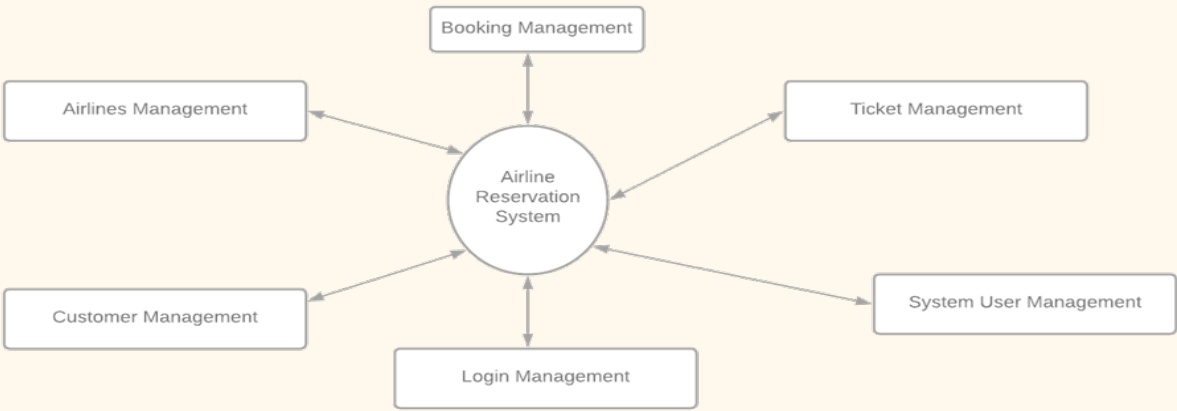 Booking Management
Airlines Management
Ticket Management
Airline
Reservation
System
Customer Management
System User Management
Login Management